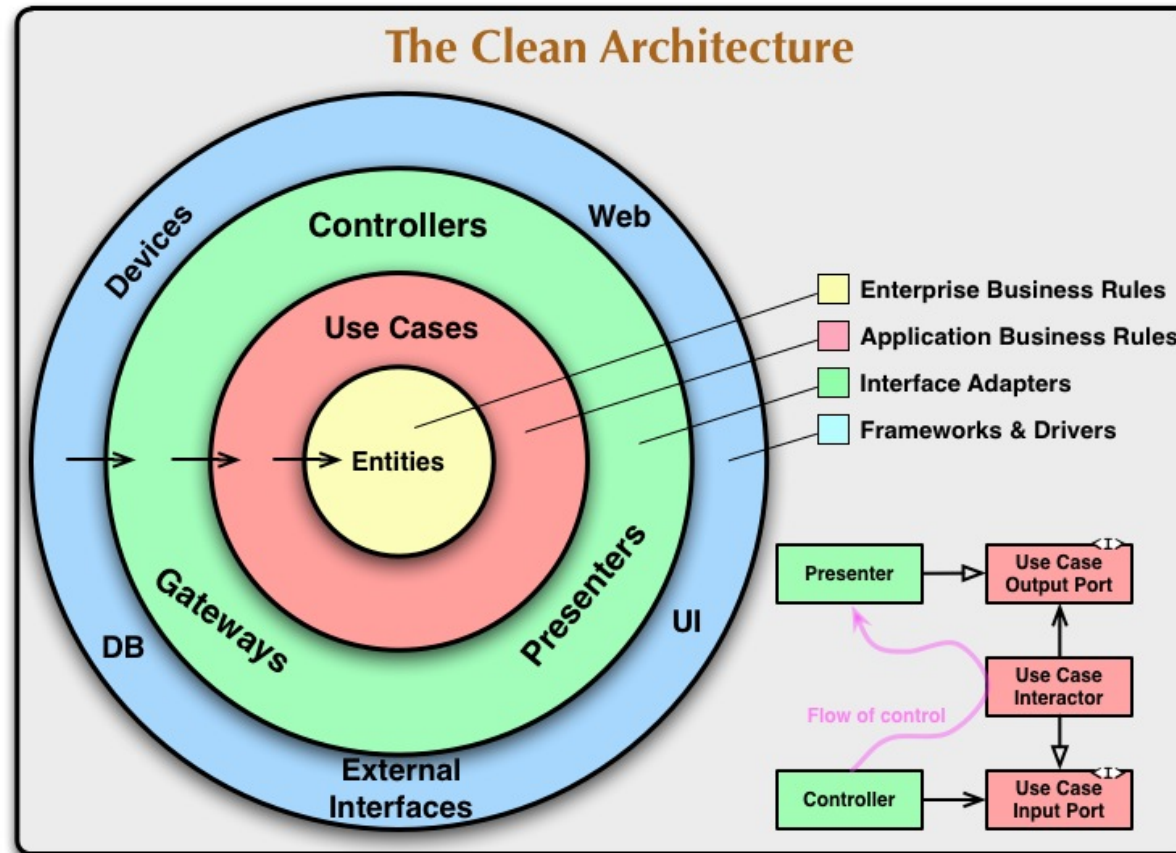 The Clean Architecture
Devices
Controllers
Web
Use Cases
Entities
Gateways
Presenters
DB
UI
External
Interfaces
Enterprise Business Rules
Application Business Rules
Interface Adapters
Frameworks & Drivers
Presenter
<I>
Use Case
Output Port
Use Case
Interactor
Flow of control
Controller
<I>
Use Case
Input Port